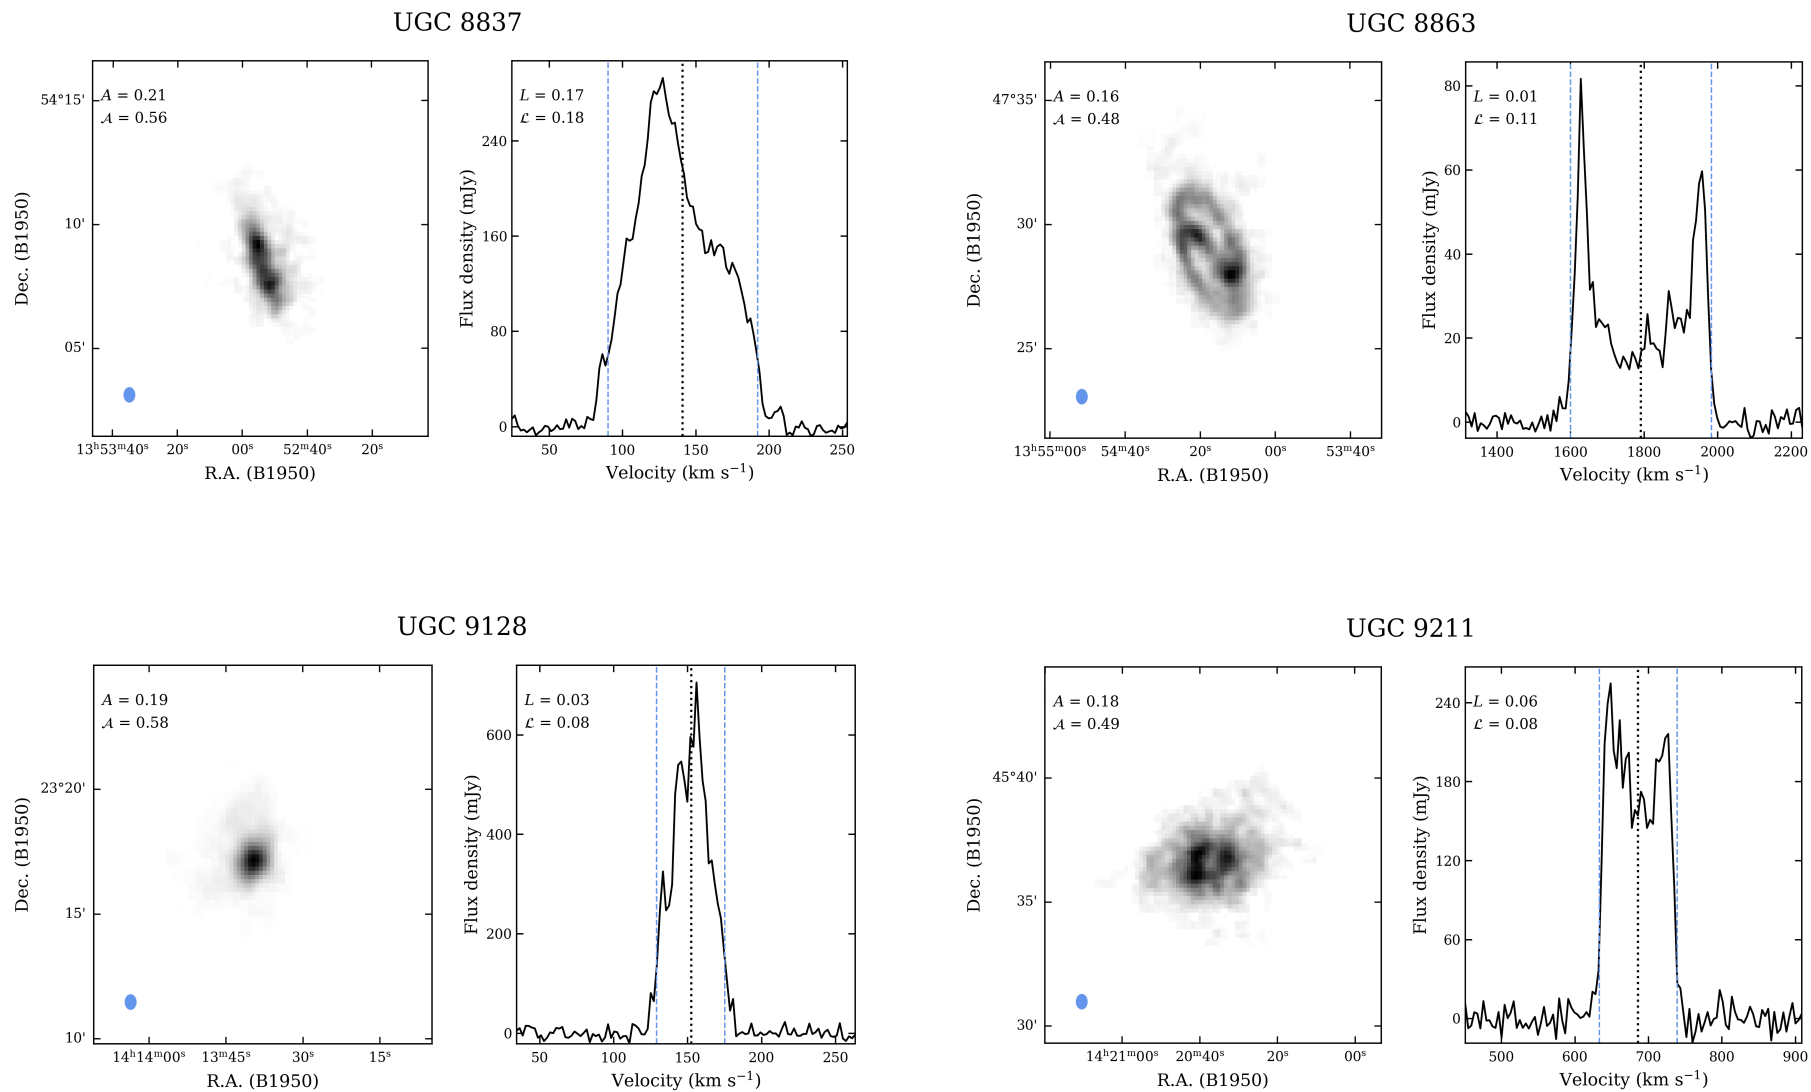 UGC 8837
A = 0.21
𝒜 = 0.56
54°15'
10'
05'
Dec. (B1950)
13ʰ53ᵐ40ˢ 20ˢ 00ˢ 52ᵐ40ˢ 20ˢ
R.A. (B1950)
L = 0.17
ℒ = 0.18
240
160
80
0
Flux density (mJy)
50 100 150 200 250
Velocity (km s⁻¹)
UGC 8863
A = 0.16
𝒜 = 0.48
47°35'
30'
25'
Dec. (B1950)
13ʰ55ᵐ00ˢ 54ᵐ40ˢ 20ˢ 00ˢ 53ᵐ40ˢ
R.A. (B1950)
L = 0.01
ℒ = 0.11
80
60
40
20
0
Flux density (mJy)
1400 1600 1800 2000 2200
Velocity (km s⁻¹)
UGC 9128
A = 0.19
𝒜 = 0.58
23°20'
15'
10'
Dec. (B1950)
14ʰ14ᵐ00ˢ 13ᵐ45ˢ 30ˢ 15ˢ
R.A. (B1950)
L = 0.03
ℒ = 0.08
600
400
200
0
Flux density (mJy)
50 100 150 200 250
Velocity (km s⁻¹)
UGC 9211
A = 0.18
𝒜 = 0.49
45°40'
35'
30'
Dec. (B1950)
14ʰ21ᵐ00ˢ 20ᵐ40ˢ 20ˢ 00ˢ
R.A. (B1950)
L = 0.06
ℒ = 0.08
240
180
120
60
0
Flux density (mJy)
500 600 700 800 900
Velocity (km s⁻¹)